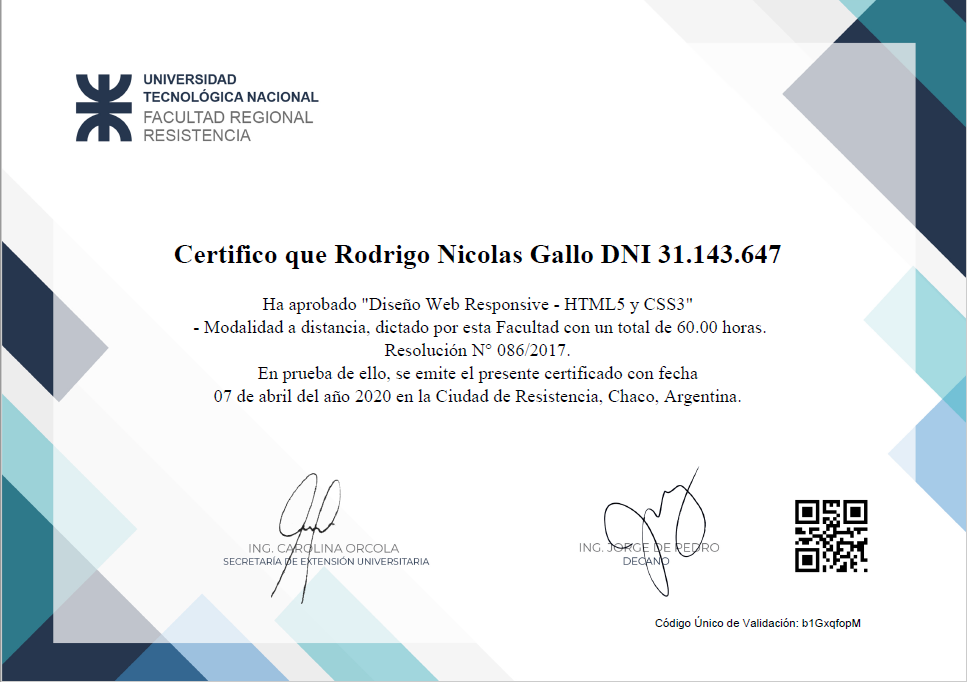 UNIVERSIDAD
TECNOLÓGICA NACIONAL
FACULTAD REGIONAL
RESISTENCIA
Certifico que Rodrigo Nicolas Gallo DNI 31.143.647
Ha aprobado "Diseño Web Responsive - HTML5 y CSS3"
- Modalidad a distancia, dictado por esta Facultad con un total de 60.00 horas.
Resolución N° 086/2017.
En prueba de ello, se emite el presente certificado con fecha
07 de abril del año 2020 en la Ciudad de Resistencia, Chaco, Argentina.
ING. CAROLINA ORCOLA
SECRETARÍA DE EXTENSIÓN UNIVERSITARIA
ING. JORGE DE PEDRO
DECANO
Código Único de Validación: b1GxqfopM